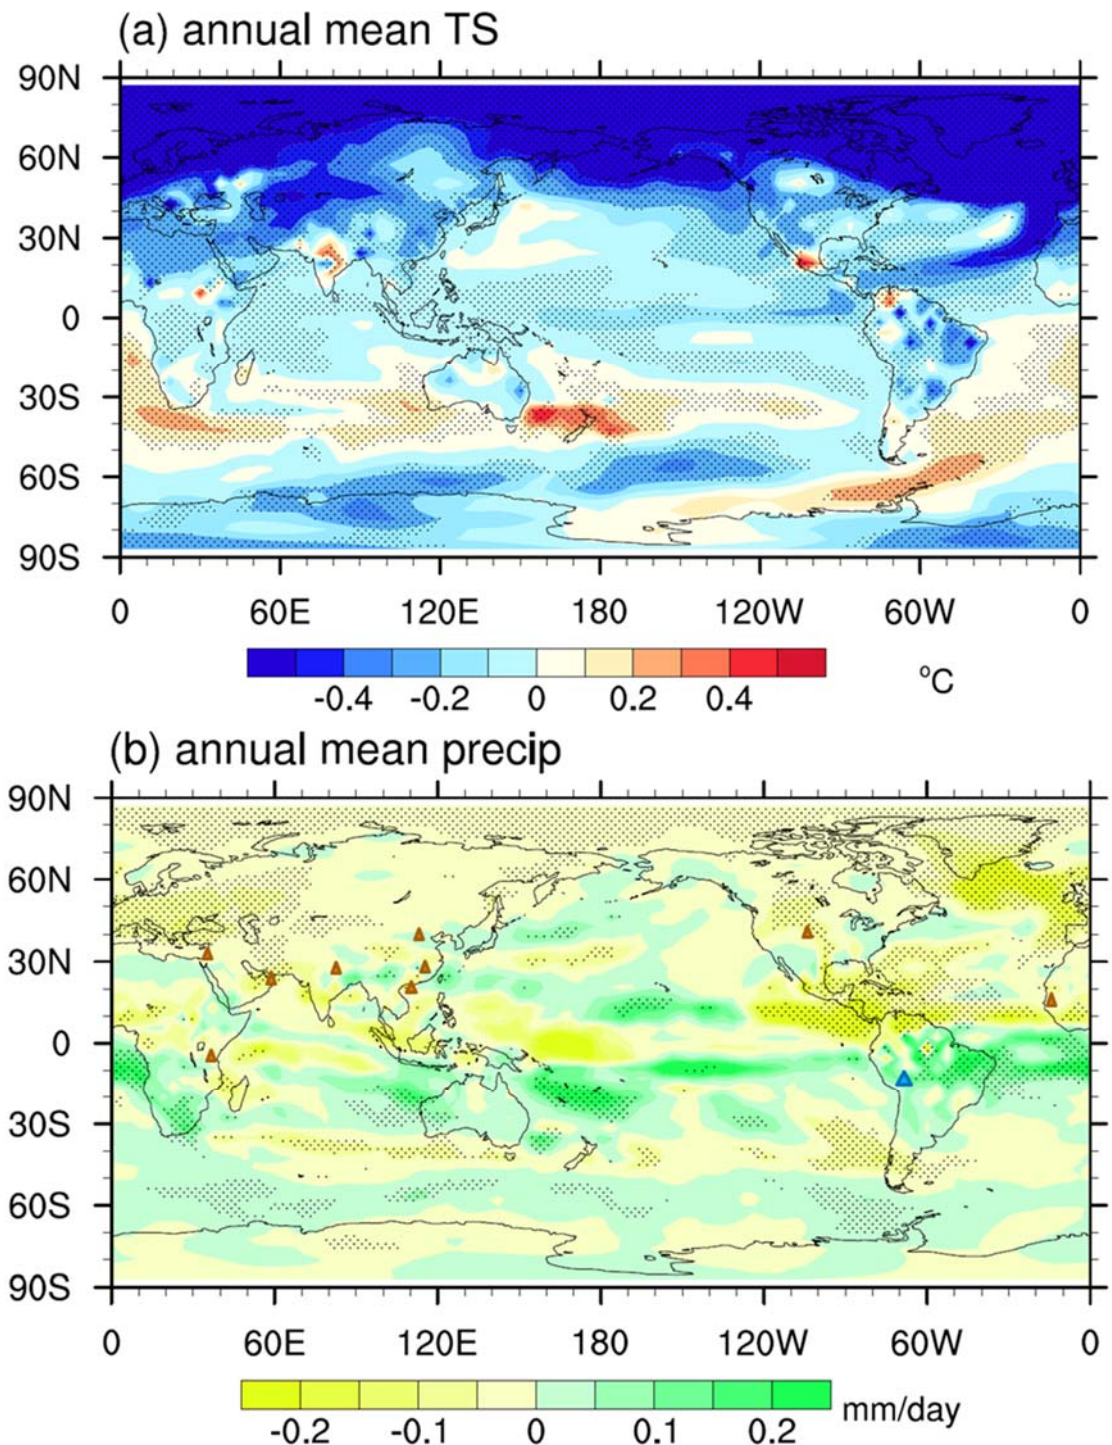 (a) annual mean TS
90N
60N
30N
0
30S
60S
90S
0 60E 120E 180 120W 60W 0
-0.4 -0.2 0 0.2 0.4 °C
(b) annual mean precip
90N
60N
30N
0
30S
60S
90S
0 60E 120E 180 120W 60W 0
-0.2 -0.1 0 0.1 0.2 mm/day